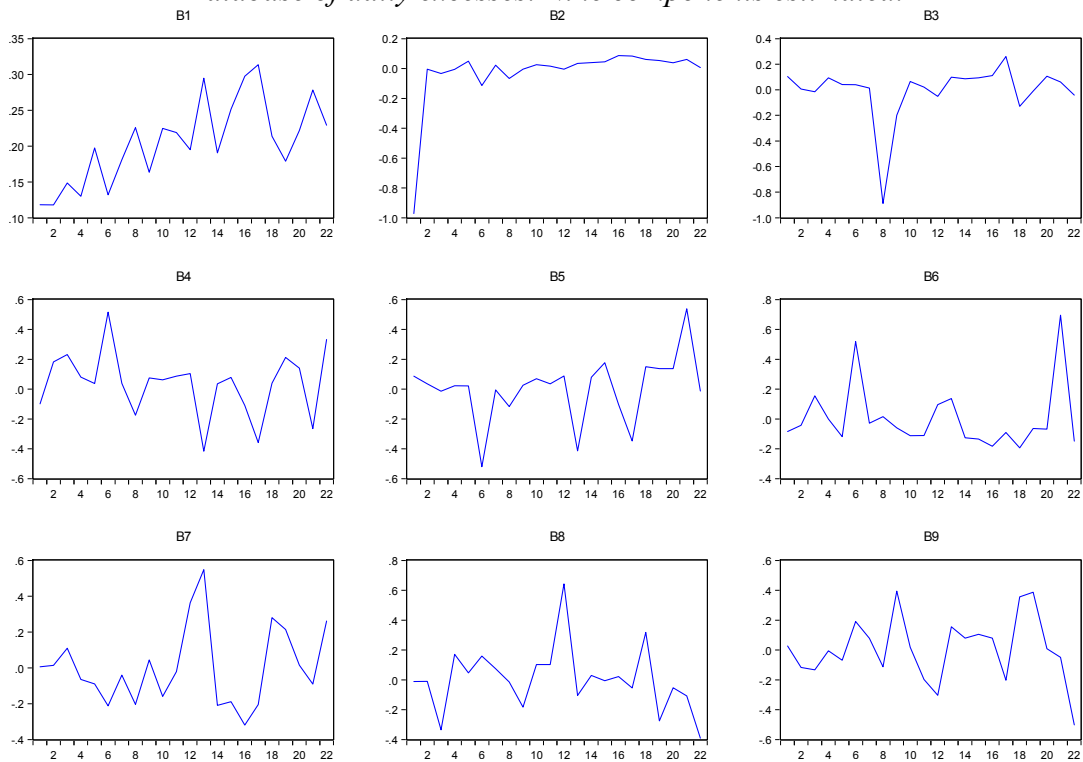 Database of daily excesses. Nine components estimated.
B1 B2 B3
.35 0.2 0.4
.30 0.0 0.2
.25 -0.2 0.0
.20 -0.4 -0.2
.15 -0.6 -0.4
.10 -0.8 -0.6
-1.0 -0.8
-1.0
2 4 6 8 10 12 14 16 18 20 22 2 4 6 8 10 12 14 16 18 20 22 2 4 6 8 10 12 14 16 18 20 22
B4 B5 B6
.6 .6 .8
.4 .4 .6
.2 .2 .4
.0 .0 .2
-.2 -.2 .0
-.4 -.4 -.2
-.6 -.6 -.4
2 4 6 8 10 12 14 16 18 20 22 2 4 6 8 10 12 14 16 18 20 22 2 4 6 8 10 12 14 16 18 20 22
B7 B8 B9
.6 .8 .6
.4 .6 .4
.2 .4 .2
.0 .2 .0
-.2 .0 -.2
-.4 -.2 -.4
-.4 -.6
2 4 6 8 10 12 14 16 18 20 22 2 4 6 8 10 12 14 16 18 20 22 2 4 6 8 10 12 14 16 18 20 22